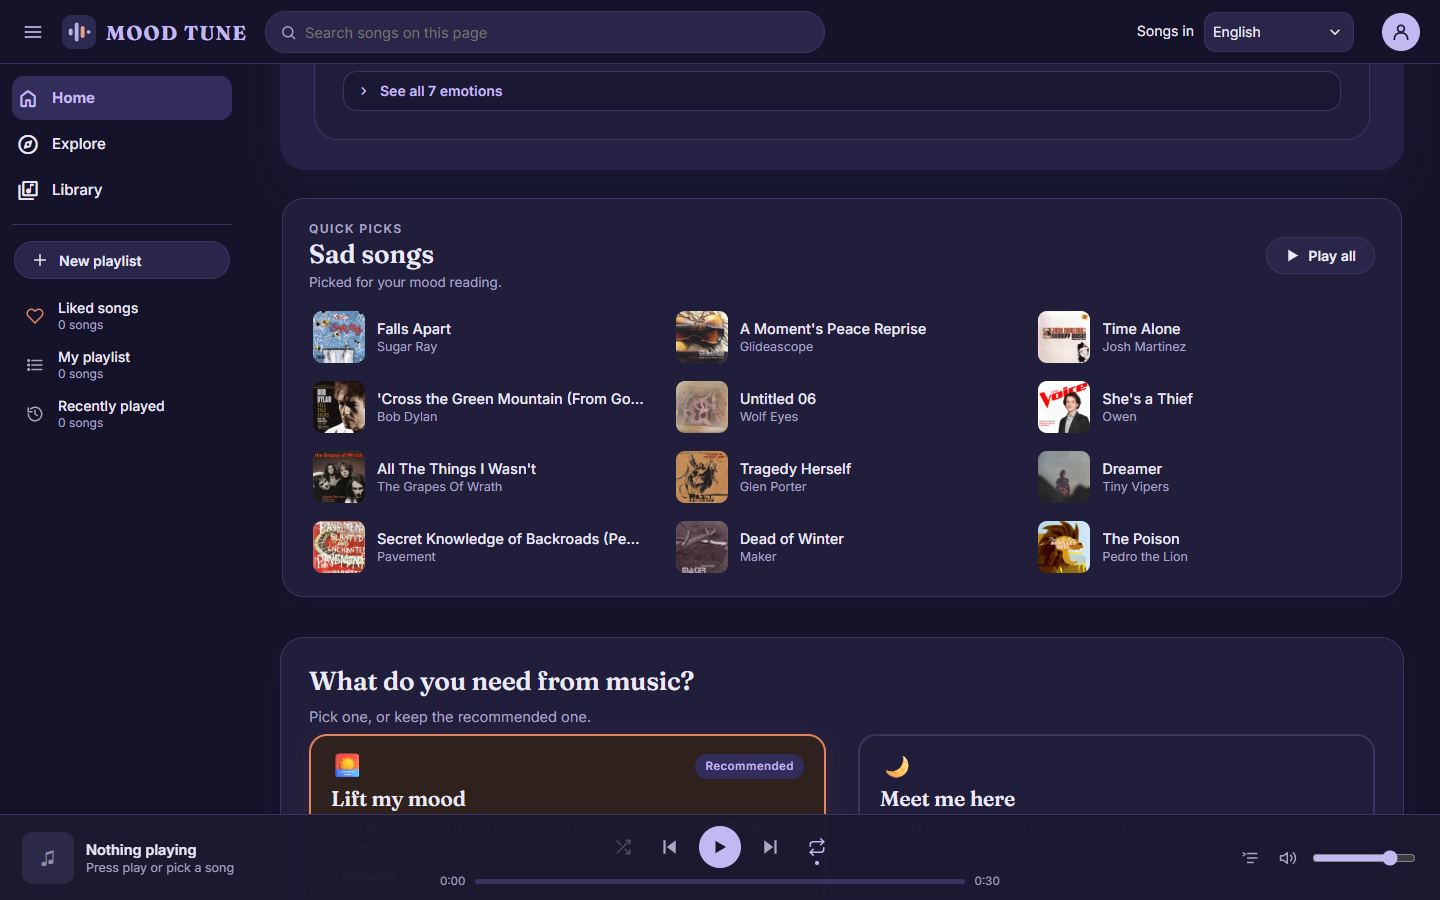 MOOD TUNE
Search songs on this page
Songs in
English
Home
Explore
Library
New playlist
Liked songs
0 songs
My playlist
0 songs
Recently played
0 songs
See all 7 emotions
QUICK PICKS
Sad songs
Picked for your mood reading.
Play all
Falls Apart
Sugar Ray
A Moment's Peace Reprise
Glideascope
Time Alone
Josh Martinez
'Cross the Green Mountain (From Go...
Bob Dylan
Untitled 06
Wolf Eyes
She's a Thief
Owen
All The Things I Wasn't
The Grapes Of Wrath
Tragedy Herself
Glen Porter
Dreamer
Tiny Vipers
Secret Knowledge of Backroads (Pe...
Pavement
Dead of Winter
Maker
The Poison
Pedro the Lion
What do you need from music?
Pick one, or keep the recommended one.
Recommended
Lift my mood
Meet me here
Nothing playing
Press play or pick a song
0:00
0:30